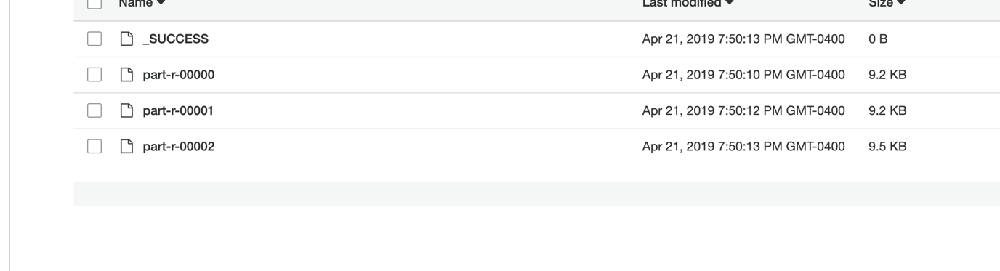 Name Last modified Size
_SUCCESS Apr 21, 2019 7:50:13 PM GMT-0400 0 B
part-r-00000 Apr 21, 2019 7:50:10 PM GMT-0400 9.2 KB
part-r-00001 Apr 21, 2019 7:50:12 PM GMT-0400 9.2 KB
part-r-00002 Apr 21, 2019 7:50:13 PM GMT-0400 9.5 KB